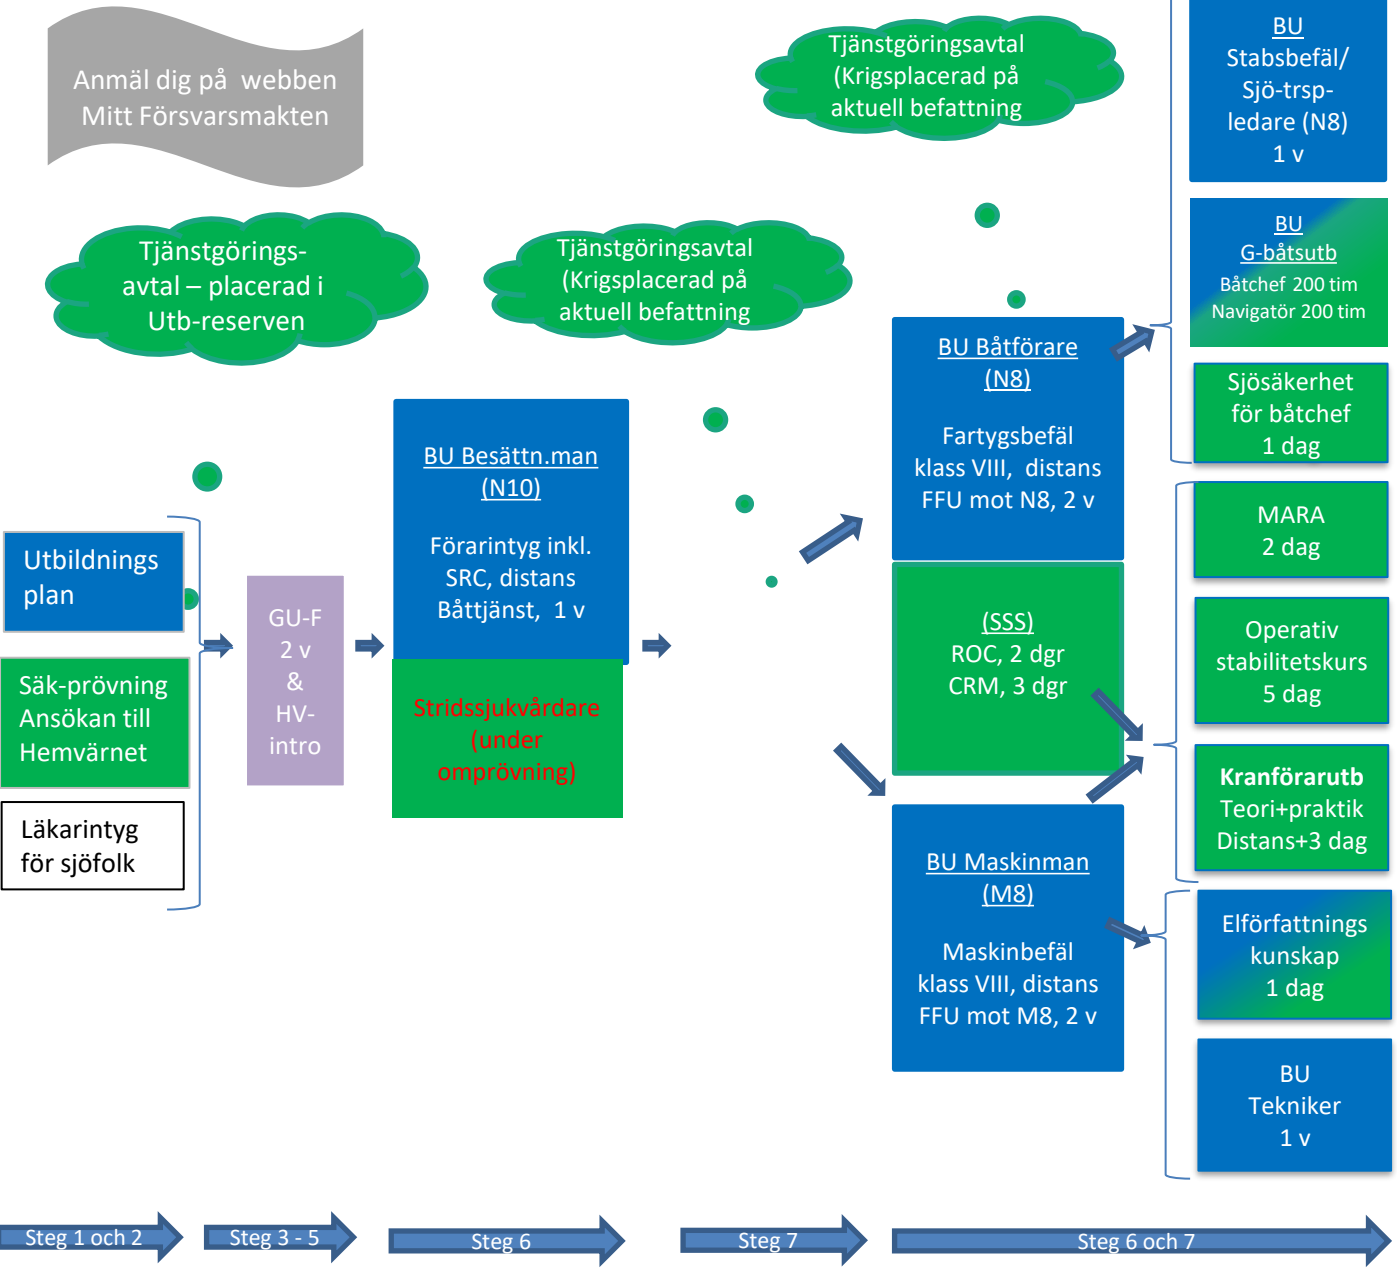 Anmäl dig på webben
Mitt Försvarsmakten
Tjänstgörings-
avtal – placerad i
Utb-reserven
Tjänstgöringsavtal
(Krigsplacerad på
aktuell befattning
Tjänstgöringsavtal
(Krigsplacerad på
aktuell befattning
Utbildnings
plan
Säk-prövning
Ansökan till
Hemvärnet
Läkarintyg
för sjöfolk
GU-F
2 v
&
HV-
intro
BU Besättn.man
(N10)
Förarintyg inkl.
SRC, distans
Båttjänst, 1 v
Stridssjukvårdare
(under
omprövning)
BU Båtförare
(N8)
Fartygsbefäl
klass VIII, distans
FFU mot N8, 2 v
(SSS)
ROC, 2 dgr
CRM, 3 dgr
BU Maskinman
(M8)
Maskinbefäl
klass VIII, distans
FFU mot M8, 2 v
BU
Stabsbefäl/
Sjö-trsp-
ledare (N8)
1 v
BU
G-båtsutb
Båtchef 200 tim
Navigatör 200 tim
Sjösäkerhet
för båtchef
1 dag
MARA
2 dag
Operativ
stabilitetskurs
5 dag
Kranförarutb
Teori+praktik
Distans+3 dag
Elförfattnings
kunskap
1 dag
BU
Tekniker
1 v
Steg 1 och 2
Steg 3 - 5
Steg 6
Steg 7
Steg 6 och 7